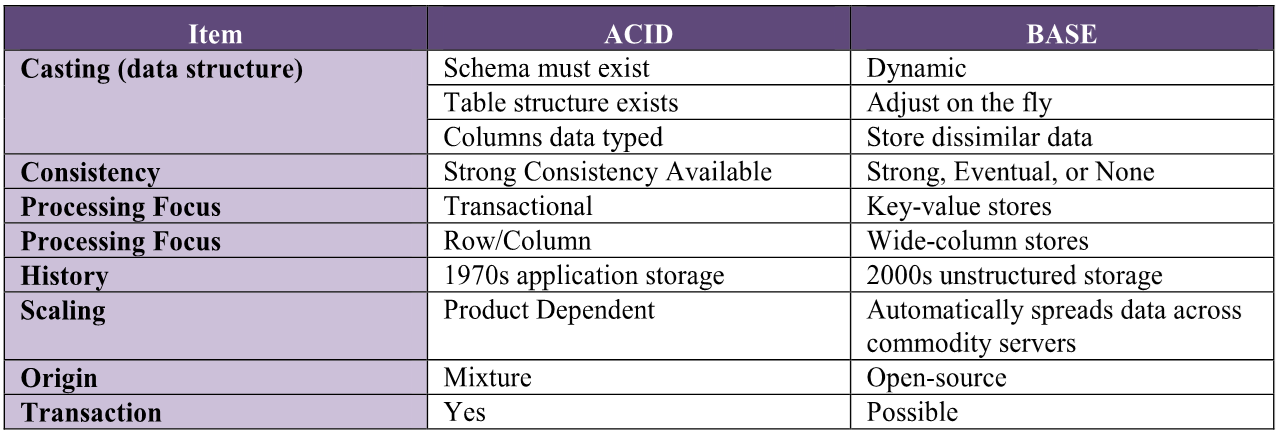 Item ACID BASE
Casting (data structure) Schema must exist Dynamic
Table structure exists Adjust on the fly
Columns data typed Store dissimilar data
Consistency Strong Consistency Available Strong, Eventual, or None
Processing Focus Transactional Key-value stores
Processing Focus Row/Column Wide-column stores
History 1970s application storage 2000s unstructured storage
Scaling Product Dependent Automatically spreads data across
commodity servers
Origin Mixture Open-source
Transaction Yes Possible